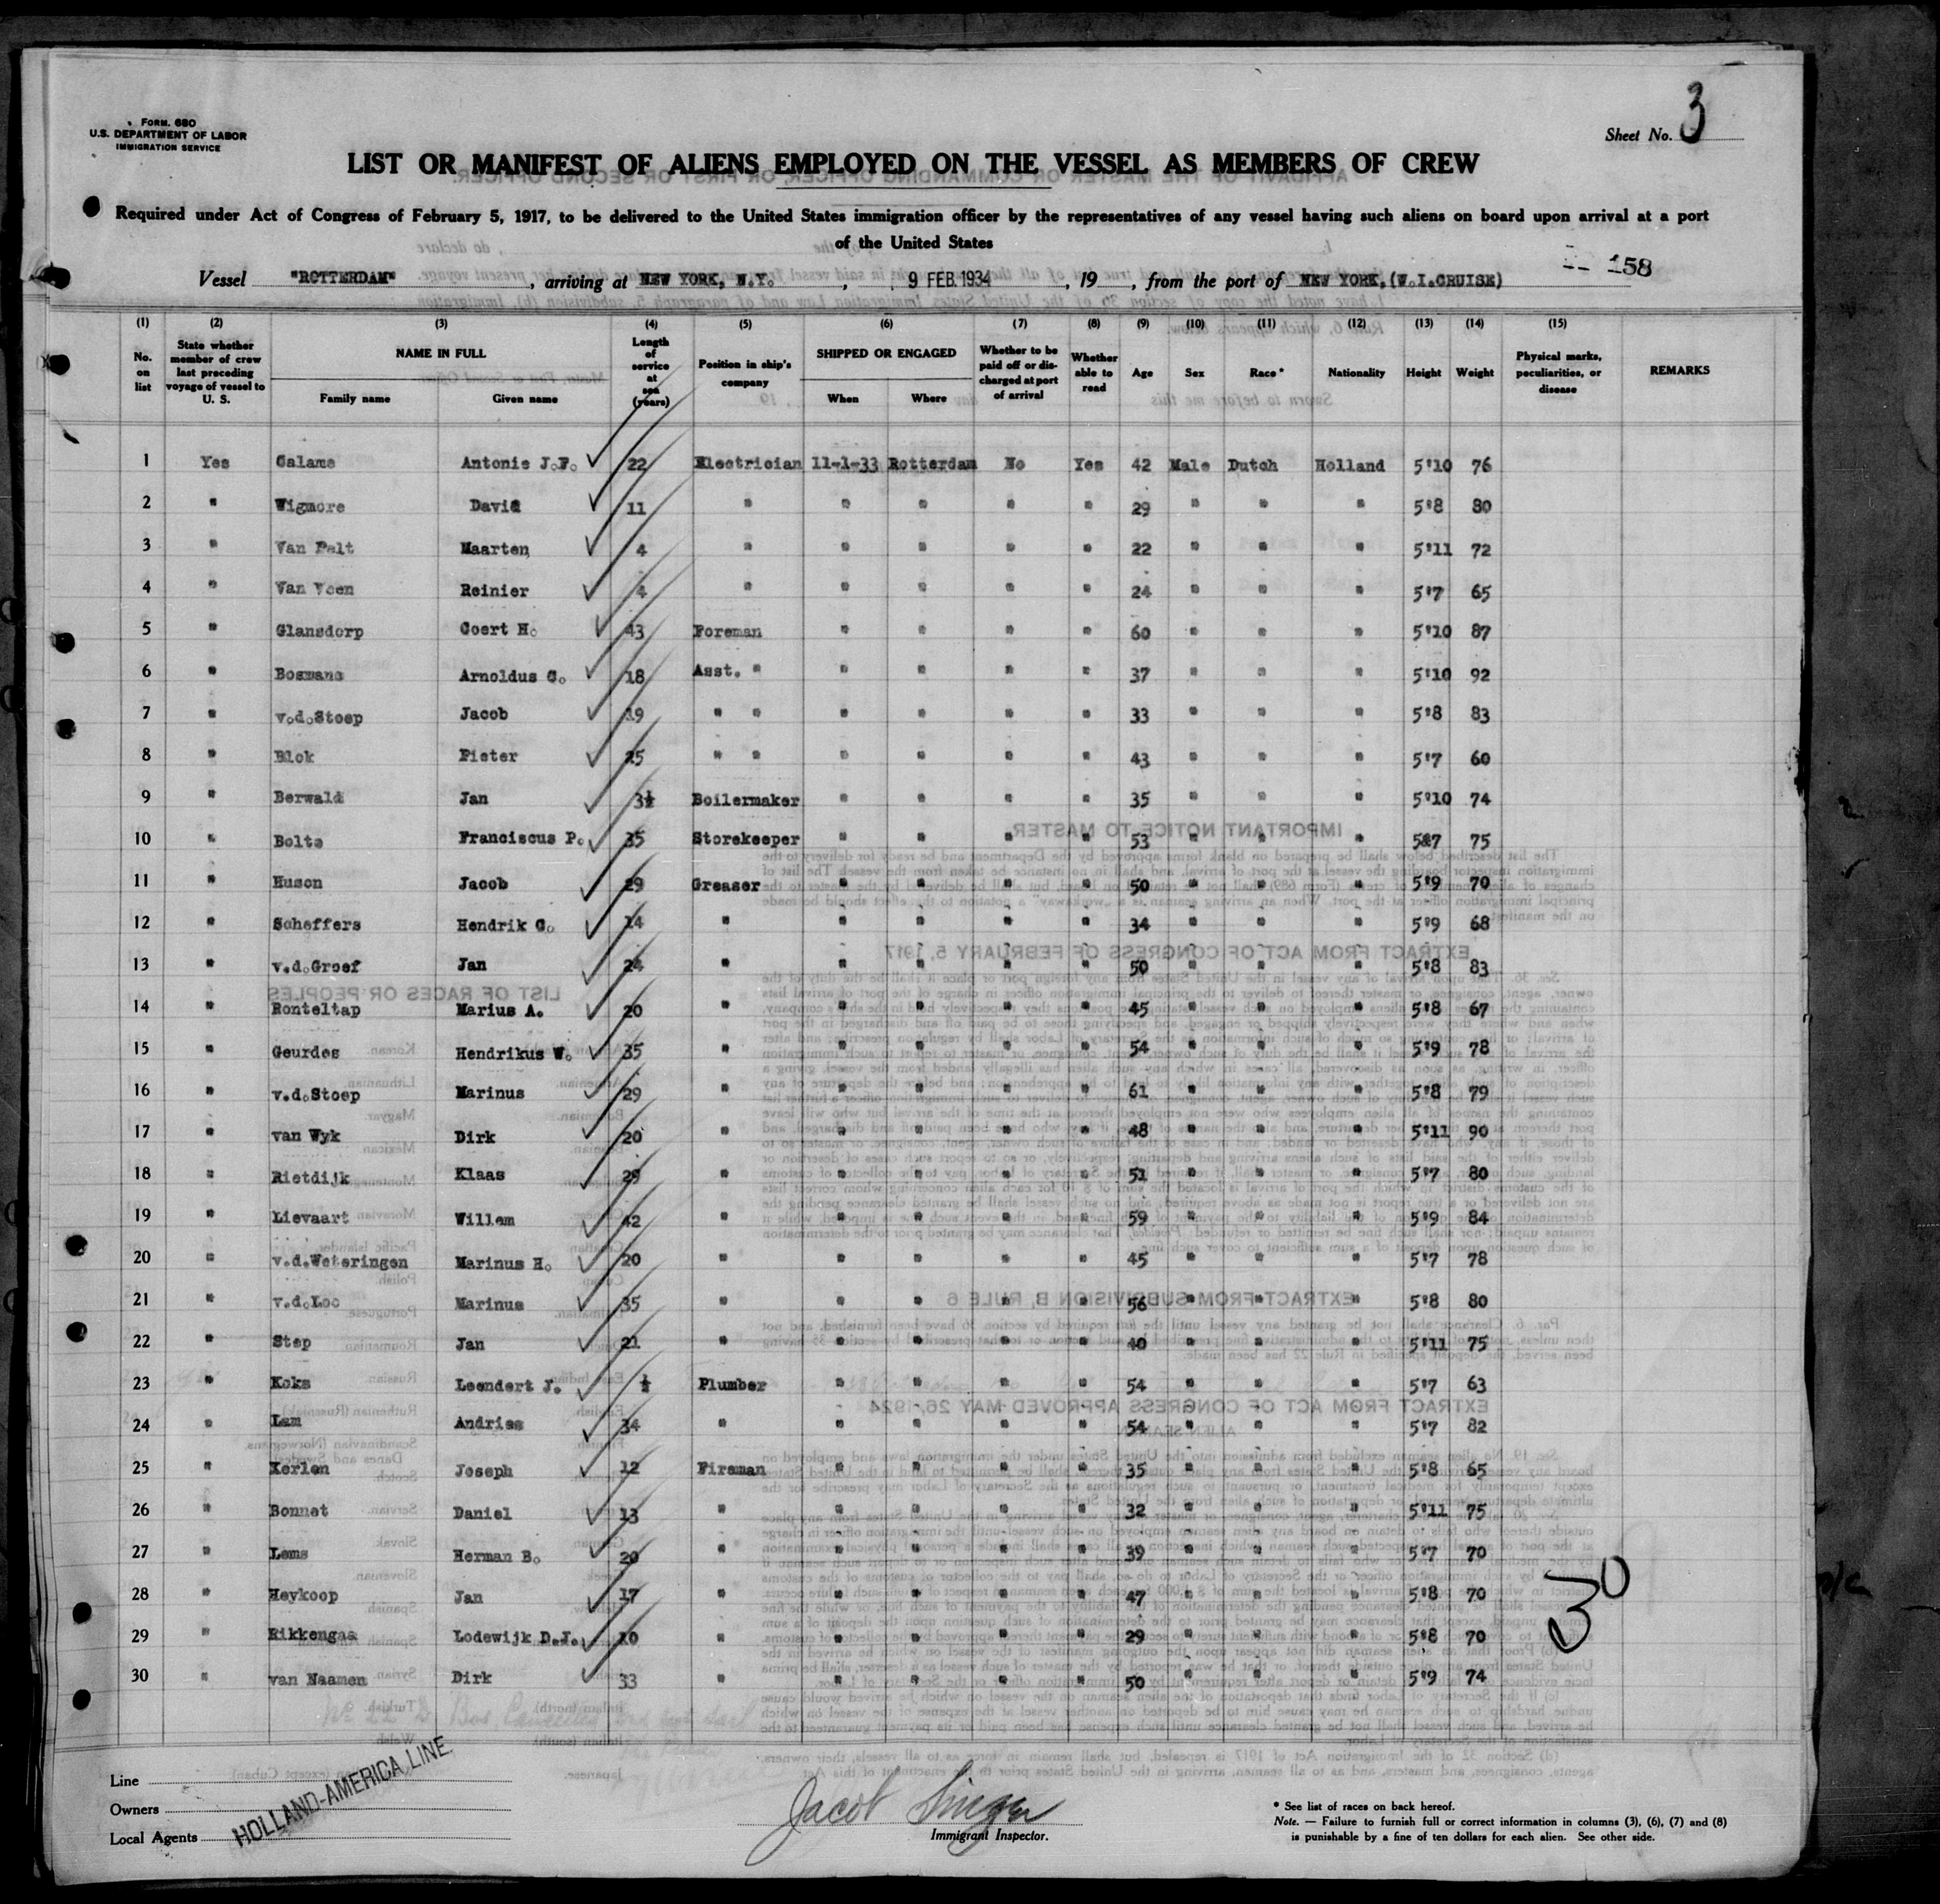 FORM. 680
U.S. DEPARTMENT OF LABOR
IMMIGRATION SERVICE
Sheet No. 3
LIST OR MANIFEST OF ALIENS EMPLOYED ON THE VESSEL AS MEMBERS OF CREW
Required under Act of Congress of February 5, 1917, to be delivered to the United States immigration officer by the representatives of any vessel having such aliens on board upon arrival at a port
of the United States
-- 158
Vessel "ROTTERDAM", arriving at NEW YORK, N.Y., 9 FEB. 1934, 19, from the port of NEW YORK, (W.I.CRUISE)
(1) (2) (3) (4) (5) (6) (7) (8) (9) (10) (11) (12) (13) (14) (15)
No. on list
State whether member of crew last preceding voyage of vessel to U. S.
NAME IN FULL
Family name Given name
Length of service at sea (years)
Position in ship's company
SHIPPED OR ENGAGED
When Where
Whether to be paid off or discharged at port of arrival
Whether able to read
Age Sex Race* Nationality Height Weight
Physical marks, peculiarities, or disease
REMARKS
1 Yes Galama Antonie J.F. 22 Electrician 11-1-33 Rotterdam No Yes 42 Male Dutch Holland 5'10 76
2 " Wigmore David 11 " " " " " 29 " " " 5'8 80
3 " Van Pelt Maarten 4 " " " " " 22 " " " 5'11 72
4 " Van Veen Reinier 4 " " " " " 24 " " " 5'7 65
5 " Glansdorp Goert H. 43 Foreman " " " " 60 " " " 5'10 87
6 " Bosmans Arnoldus C. 18 Asst. " " " " " 37 " " " 5'10 92
7 " v.d.Stoep Jacob 19 " " " " " " 33 " " " 5'8 83
8 " Blok Pieter 25 " " " " " " 43 " " " 5'7 60
9 " Berwald Jan 3½ Boilermaker " " " " 35 " " " 5'10 74
10 " Bolte Franciscus P. 35 Storekeeper " " " " 53 " " " 5'7 75
11 " Huson Jacob 29 Greaser " " " " 50 " " " 5'9 70
12 " Scheffers Hendrik G. 14 " " " " " 34 " " " 5'9 68
13 " v.d.Groef Jan 24 " " " " " 50 " " " 5'8 83
14 " Ronteltap Marius A. 20 " " " " " 45 " " " 5'8 67
15 " Geurdes Hendrikus W. 35 " " " " " 54 " " " 5'9 78
16 " v.d.Stoep Marinus 29 " " " " " 61 " " " 5'8 79
17 " van Wyk Dirk 20 " " " " " 48 " " " 5'11 90
18 " Rietdijk Klaas 29 " " " " " 51 " " " 5'7 80
19 " Lievaart Willem 42 " " " " " 59 " " " 5'9 84
20 " v.d.Weteringen Marinus H. 20 " " " " " 45 " " " 5'7 78
21 " v.d.Loo Marinus 35 " " " " " 56 " " " 5'8 80
22 " Step Jan 21 " " " " " 40 " " " 5'11 75
23 " Koks Leendert J. ½ Plumber " " " " 54 " " " 5'7 63
24 " Lam Andries 34 " " " " " 54 " " " 5'7 82
25 " Kerlen Joseph 12 Fireman " " " " 35 " " " 5'8 65
26 " Bonnet Daniel 13 " " " " " 32 " " " 5'11 75
27 " Lems Herman B. 20 " " " " " 39 " " " 5'7 70
28 " Heykoop Jan 17 " " " " " 47 " " " 5'8 70
29 " Rikkengaa Lodewijk D.J. 10 " " " " " 29 " " " 5'8 70
30 " van Naamen Dirk 33 " " " " " 50 " " " 5'9 74
30
Line
Owners
Local Agents
HOLLAND-AMERICA LINE
Jacob Singer
Immigrant Inspector.
* See list of races on back hereof.
Note. — Failure to furnish full or correct information in columns (3), (6), (7) and (8)
is punishable by a fine of ten dollars for each alien. See other side.